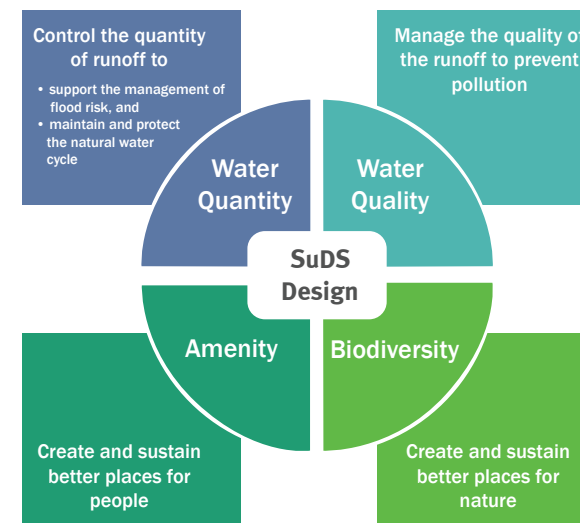 Control the quantity
of runoff to
• support the management of
flood risk, and
• maintain and protect
the natural water
cycle
Manage the quality of
the runoff to prevent
pollution
Water
Quantity
Water
Quality
SuDS
Design
Amenity
Biodiversity
Create and sustain
better places for
people
Create and sustain
better places for
nature